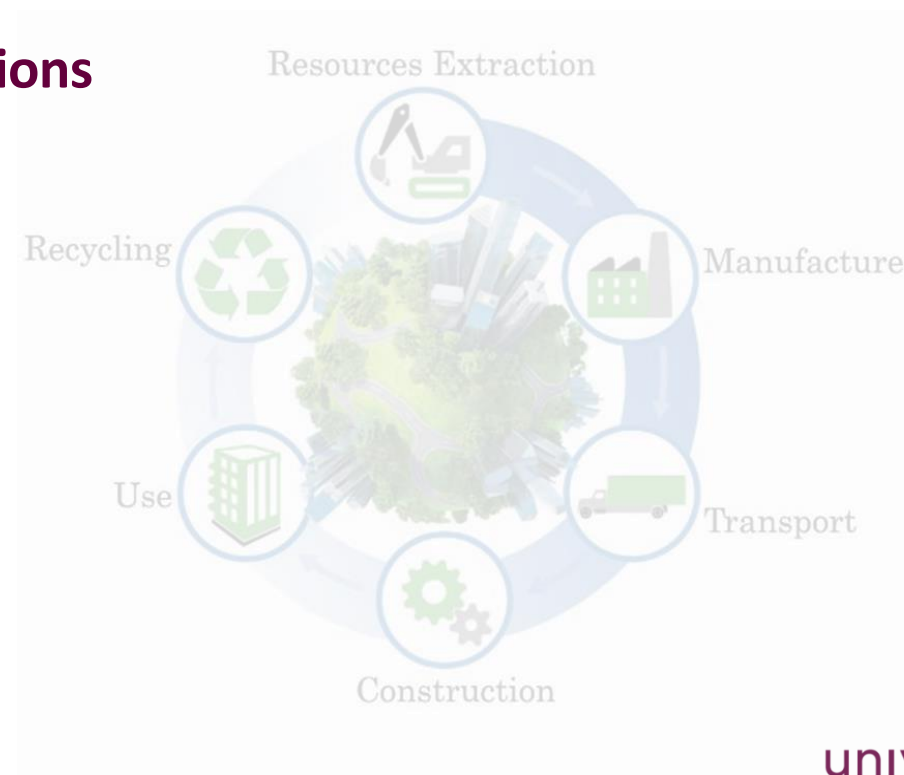 ions
Resources Extraction
Recycling
Manufacture
Use
Transport
Construction
univ